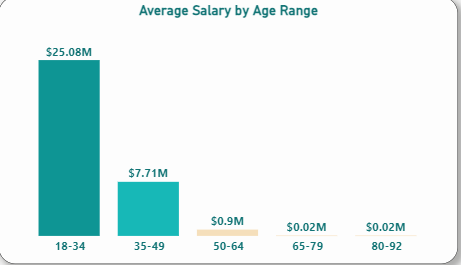 Average Salary by Age Range
$25.08M
$7.71M
$0.9M
$0.02M
$0.02M
18-34
35-49
50-64
65-79
80-92